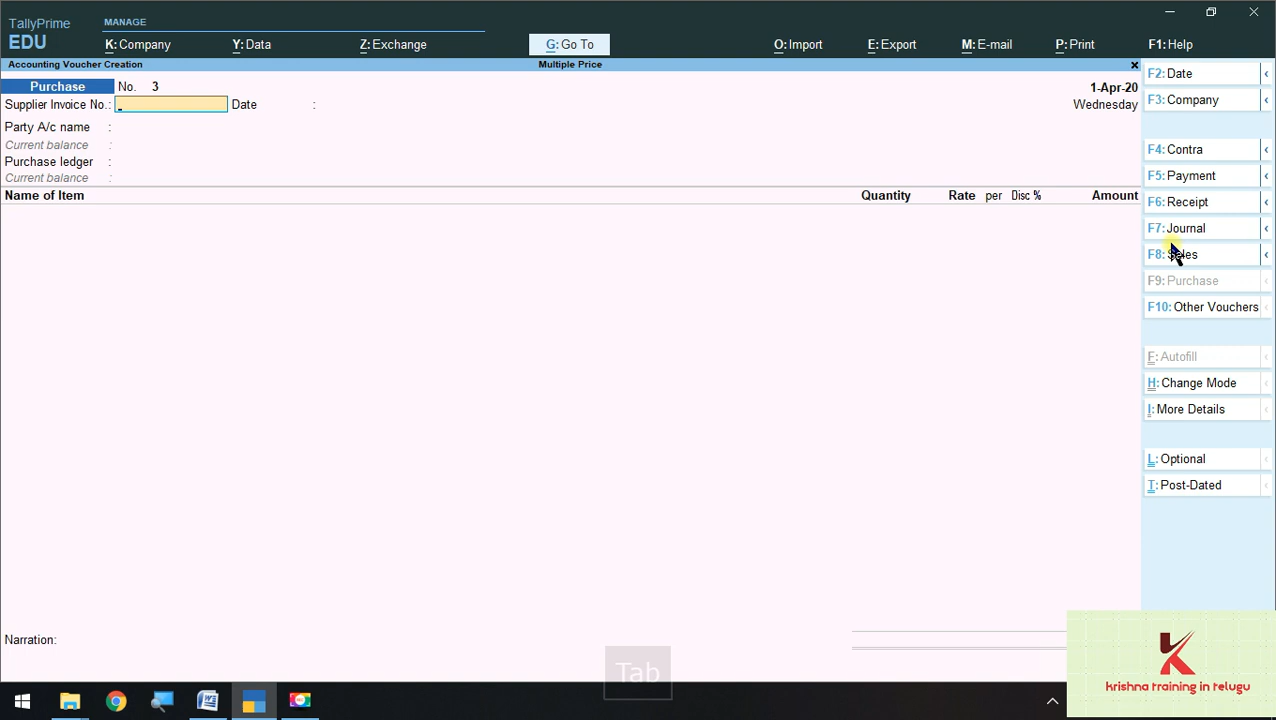 TallyPrime
EDU
MANAGE
K: Company
Y: Data
Z: Exchange
G: Go To
O: Import
E: Export
M: E-mail
P: Print
F1: Help
Accounting Voucher Creation
Multiple Price
Purchase No. 3
1-Apr-20
Supplier Invoice No.: Date :
Wednesday
Party A/c name :
Current balance :
Purchase ledger :
Current balance :
Name of Item Quantity Rate per Disc % Amount
F2: Date
F3: Company
F4: Contra
F5: Payment
F6: Receipt
F7: Journal
F8: Sales
F9: Purchase
F10: Other Vouchers
F: Autofill
H: Change Mode
I: More Details
L: Optional
T: Post-Dated
Narration:
Tab
krishna training in telugu